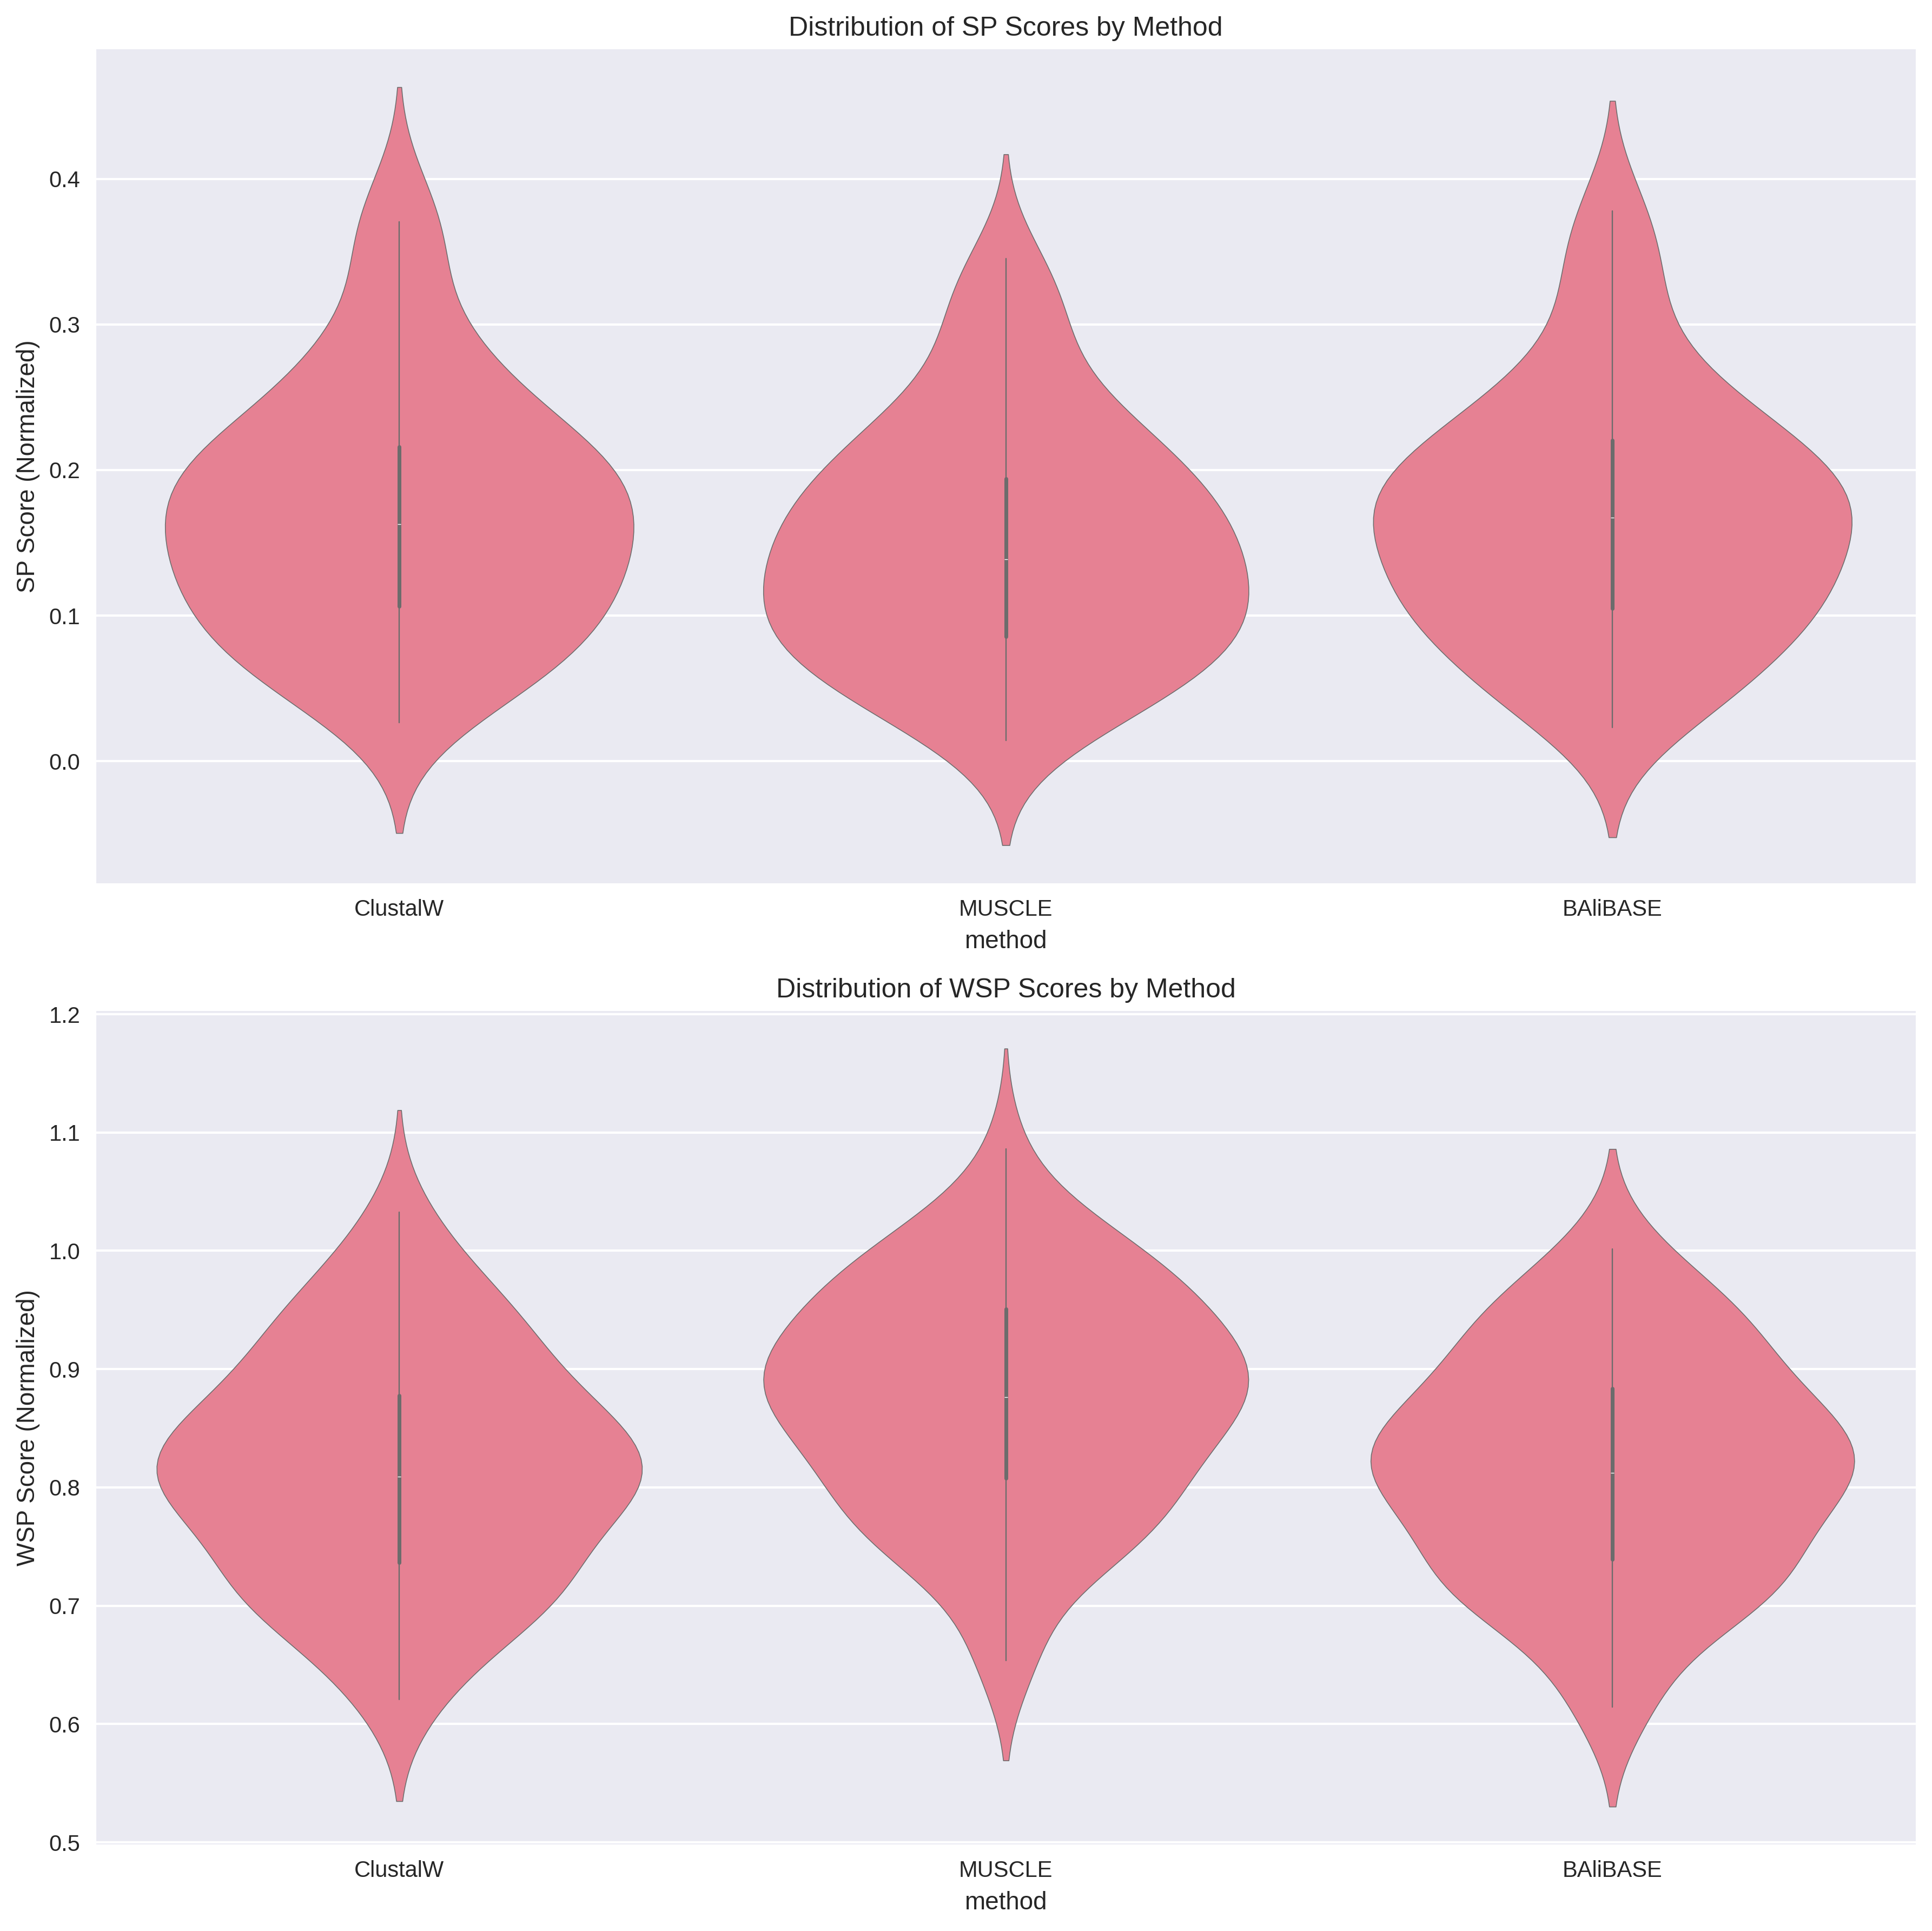 Distribution of SP Scores by Method
SP Score (Normalized)
0.4
0.3
0.2
0.1
0.0
ClustalW
MUSCLE
BAliBASE
method
Distribution of WSP Scores by Method
WSP Score (Normalized)
1.2
1.1
1.0
0.9
0.8
0.7
0.6
0.5
ClustalW
MUSCLE
BAliBASE
method